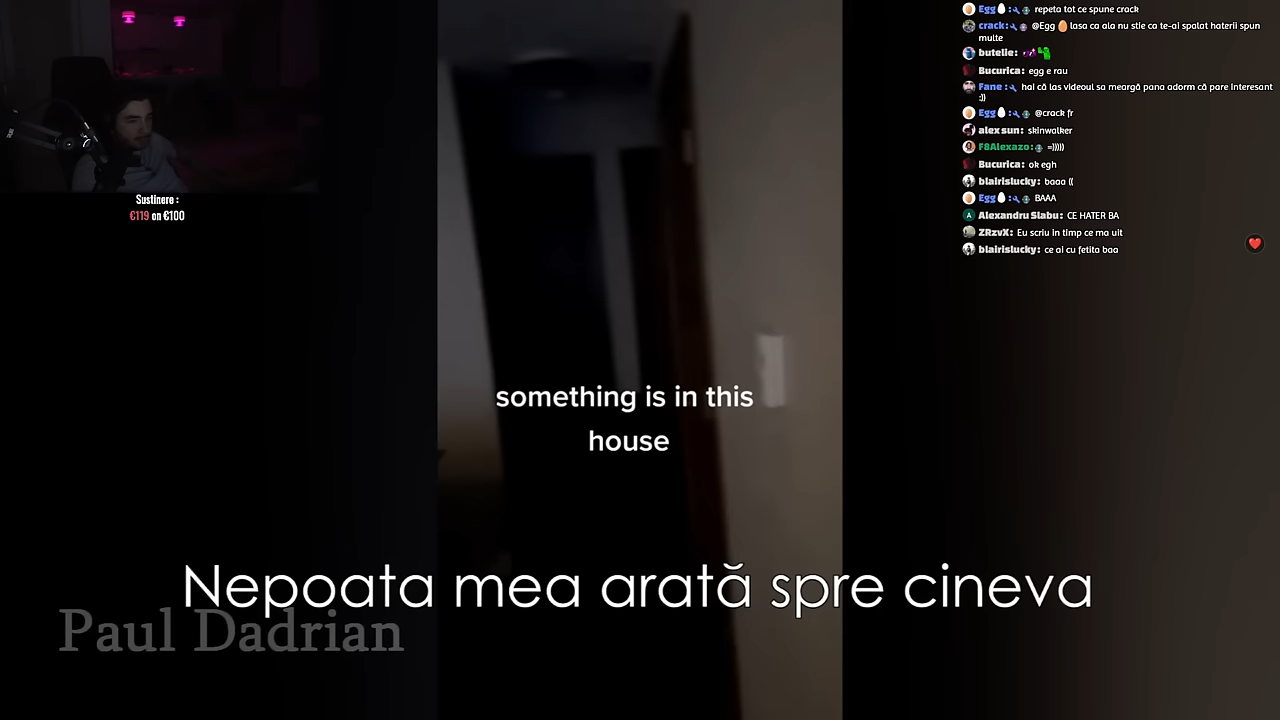 Egg: repeta tot ce spune crack
crack: @Egg lasa ca ala nu stie ca te-ai spalat haterii spun
multe
butelie:
Bucurica: egg e rau
Fane: hai că las videoul sa meargă pana adorm că pare interesant
:))
Egg: @crack fr
alex sun: skinwalker
F8Alexazo: =)))))
Bucurica: ok egh
blairislucky: baaa ((
Egg: BAAA
A Alexandru Slabu: CE HATER BA
ZRzvX: Eu scriu in timp ce ma uit
blairislucky: ce ai cu fetita baa
Sustinere :
€119 on €100
something is in this
house
Nepoata mea arată spre cineva
Paul Dadrian